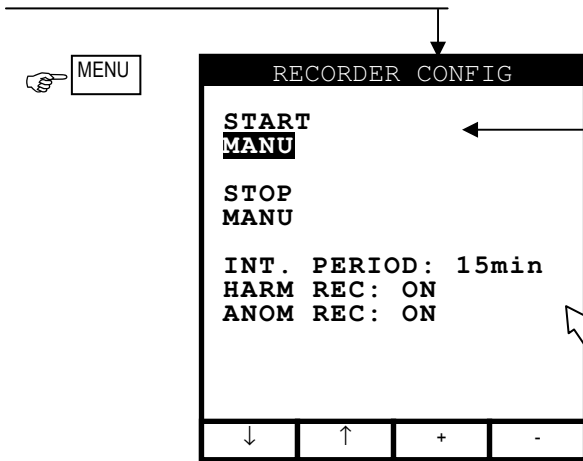 MENU
RECORDER CONFIG
START
MANU
STOP
MANU
INT. PERIOD: 15min
HARM REC: ON
ANOM REC: ON
↓ ↑ + -